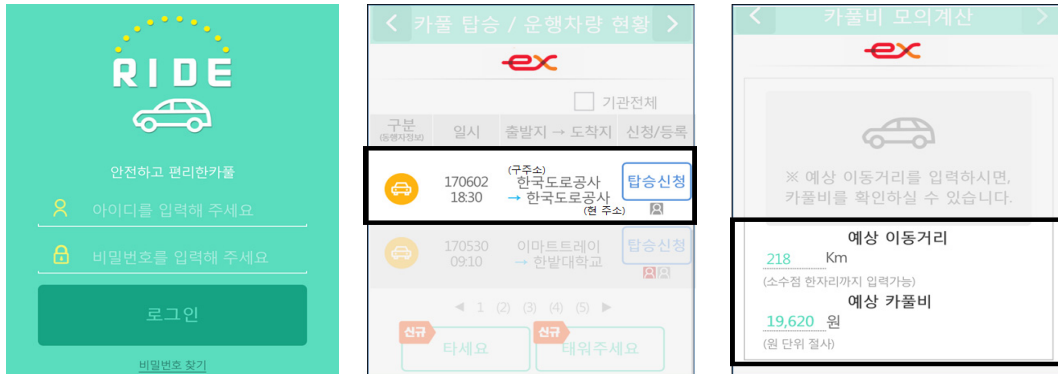 RIDE
안전하고 편리한카풀
아이디를 입력해 주세요
비밀번호를 입력해 주세요
로그인
비밀번호 찾기
< 카풀 탑승 / 운행차량 현황 >
ex
기관전체
구분
(동행자정보)
일시
출발지 → 도착지
신청/등록
170602
18:30
(구주소)
한국도로공사
→ 한국도로공사
(현 주소)
탑승신청
170530
09:10
이마트트레이
→ 한밭대학교
탑승신청
◀ 1 (2) (3) (4) (5) ▶
신규
타세요
신규
태워주세요
< 카풀비 모의계산 >
ex
※ 예상 이동거리를 입력하시면,
카풀비를 확인하실 수 있습니다.
예상 이동거리
218 Km
(소수점 한자리까지 입력가능)
예상 카풀비
19,620 원
(원 단위 절사)